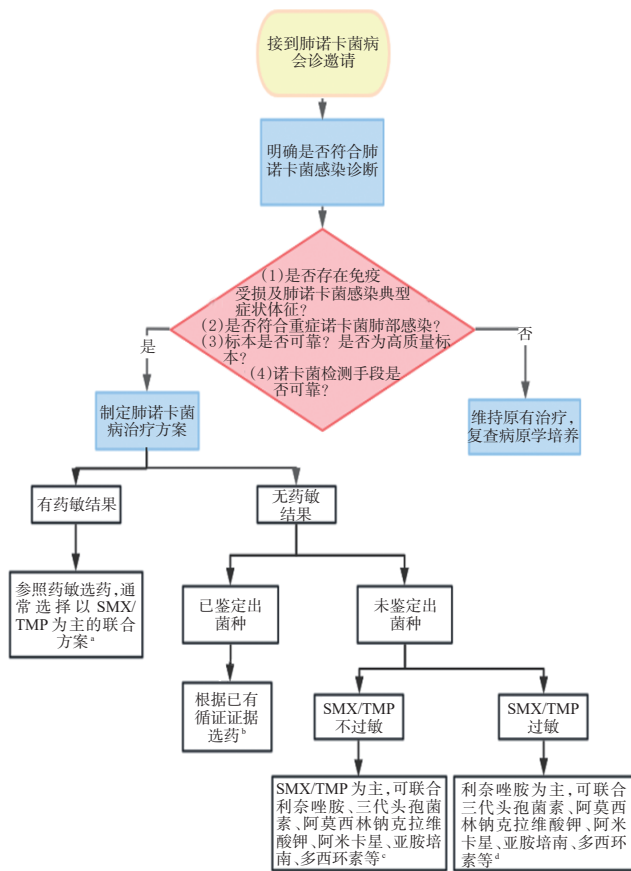 接到肺诺卡菌病
会诊邀请
明确是否符合肺
诺卡菌感染诊断
(1)是否存在免疫
受损及肺诺卡菌感染典型
症状体征？
(2)是否符合重症诺卡菌肺部感染？
(3)标本是否可靠？是否为高质量标
本？
(4)诺卡菌检测手段是
否可靠？
是
否
制定肺诺卡菌
病治疗方案
维持原有治疗，
复查病原学培养
有药敏结果
无药敏
结果
参照药敏选药，通
常选择以 SMX/
TMP 为主的联合
方案a
已鉴定出
菌种
未鉴定出
菌种
根据已有
循证证据
选药b
SMX/TMP
不过敏
SMX/TMP
过敏
SMX/TMP 为主，可联合
利奈唑胺、三代头孢菌
素、阿莫西林钠克拉维
酸钾、阿米卡星、亚胺培
南、多西环素等c
利奈唑胺为主，可联合
三代头孢菌素、阿莫西
林钠克拉维酸钾、阿米
卡星、亚胺培南、多西环
素等d